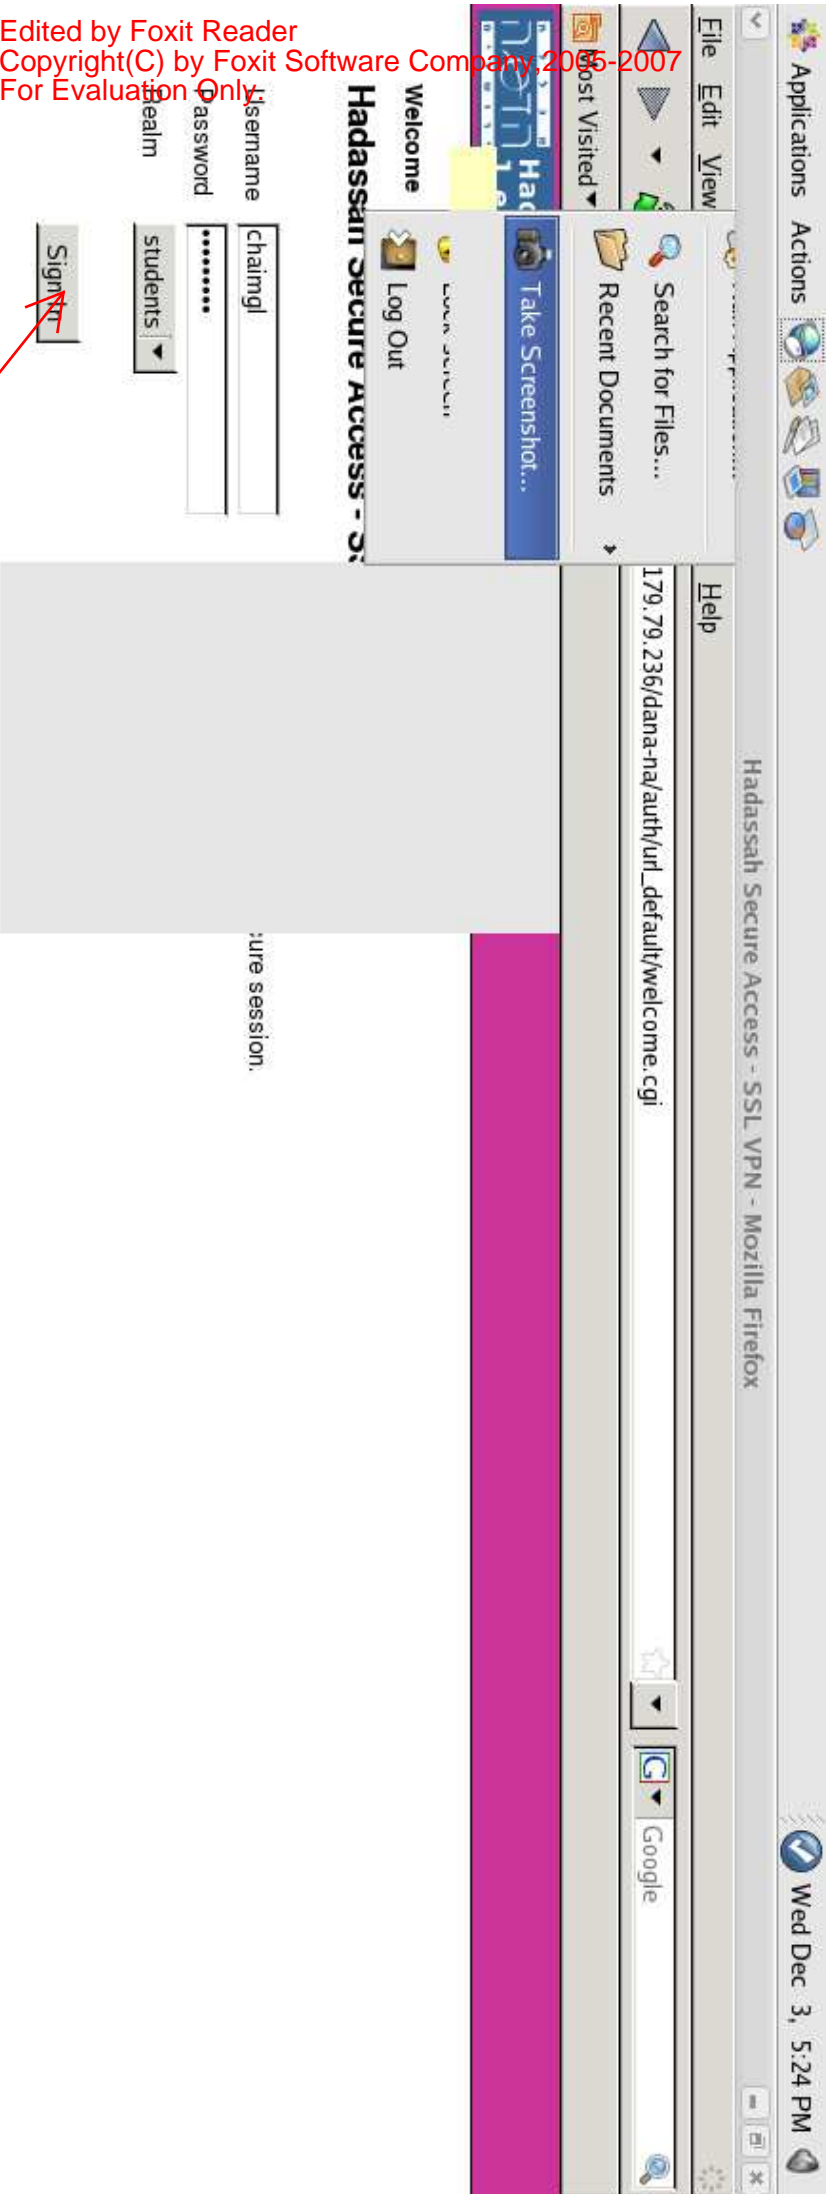 Edited by Foxit Reader
Copyright(C) by Foxit Software Company,2005-2007
For Evaluation Only.
Applications Actions
Wed Dec 3, 5:24 PM
Hadassah Secure Access - SSL VPN - Mozilla Firefox
File Edit View
Help
179.79.236/dana-na/auth/url_default/welcome.cgi
Google
Most Visited
Search for Files...
Recent Documents
Take Screenshot...
Log Out
Welcome
Hadassah Secure Access -
Username chaimgl
Password •••••••••
Realm students
ure session.
Sign In